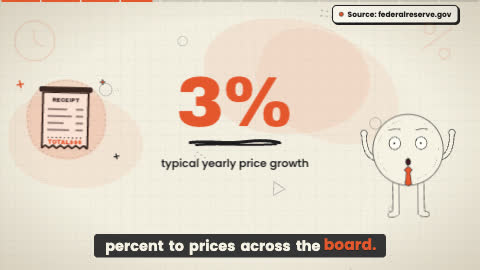 Source: federalreserve.gov
RECEIPT
3%
typical yearly price growth
percent to prices across the board.